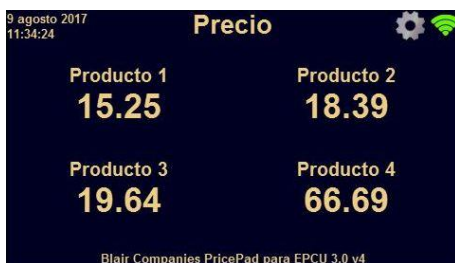 9 agosto 2017
11:34:24
Precio
Producto 1
Producto 2
15.25
18.39
Producto 3
Producto 4
19.64
66.69
Blair Companies PricePad para EPCU 3.0 v4